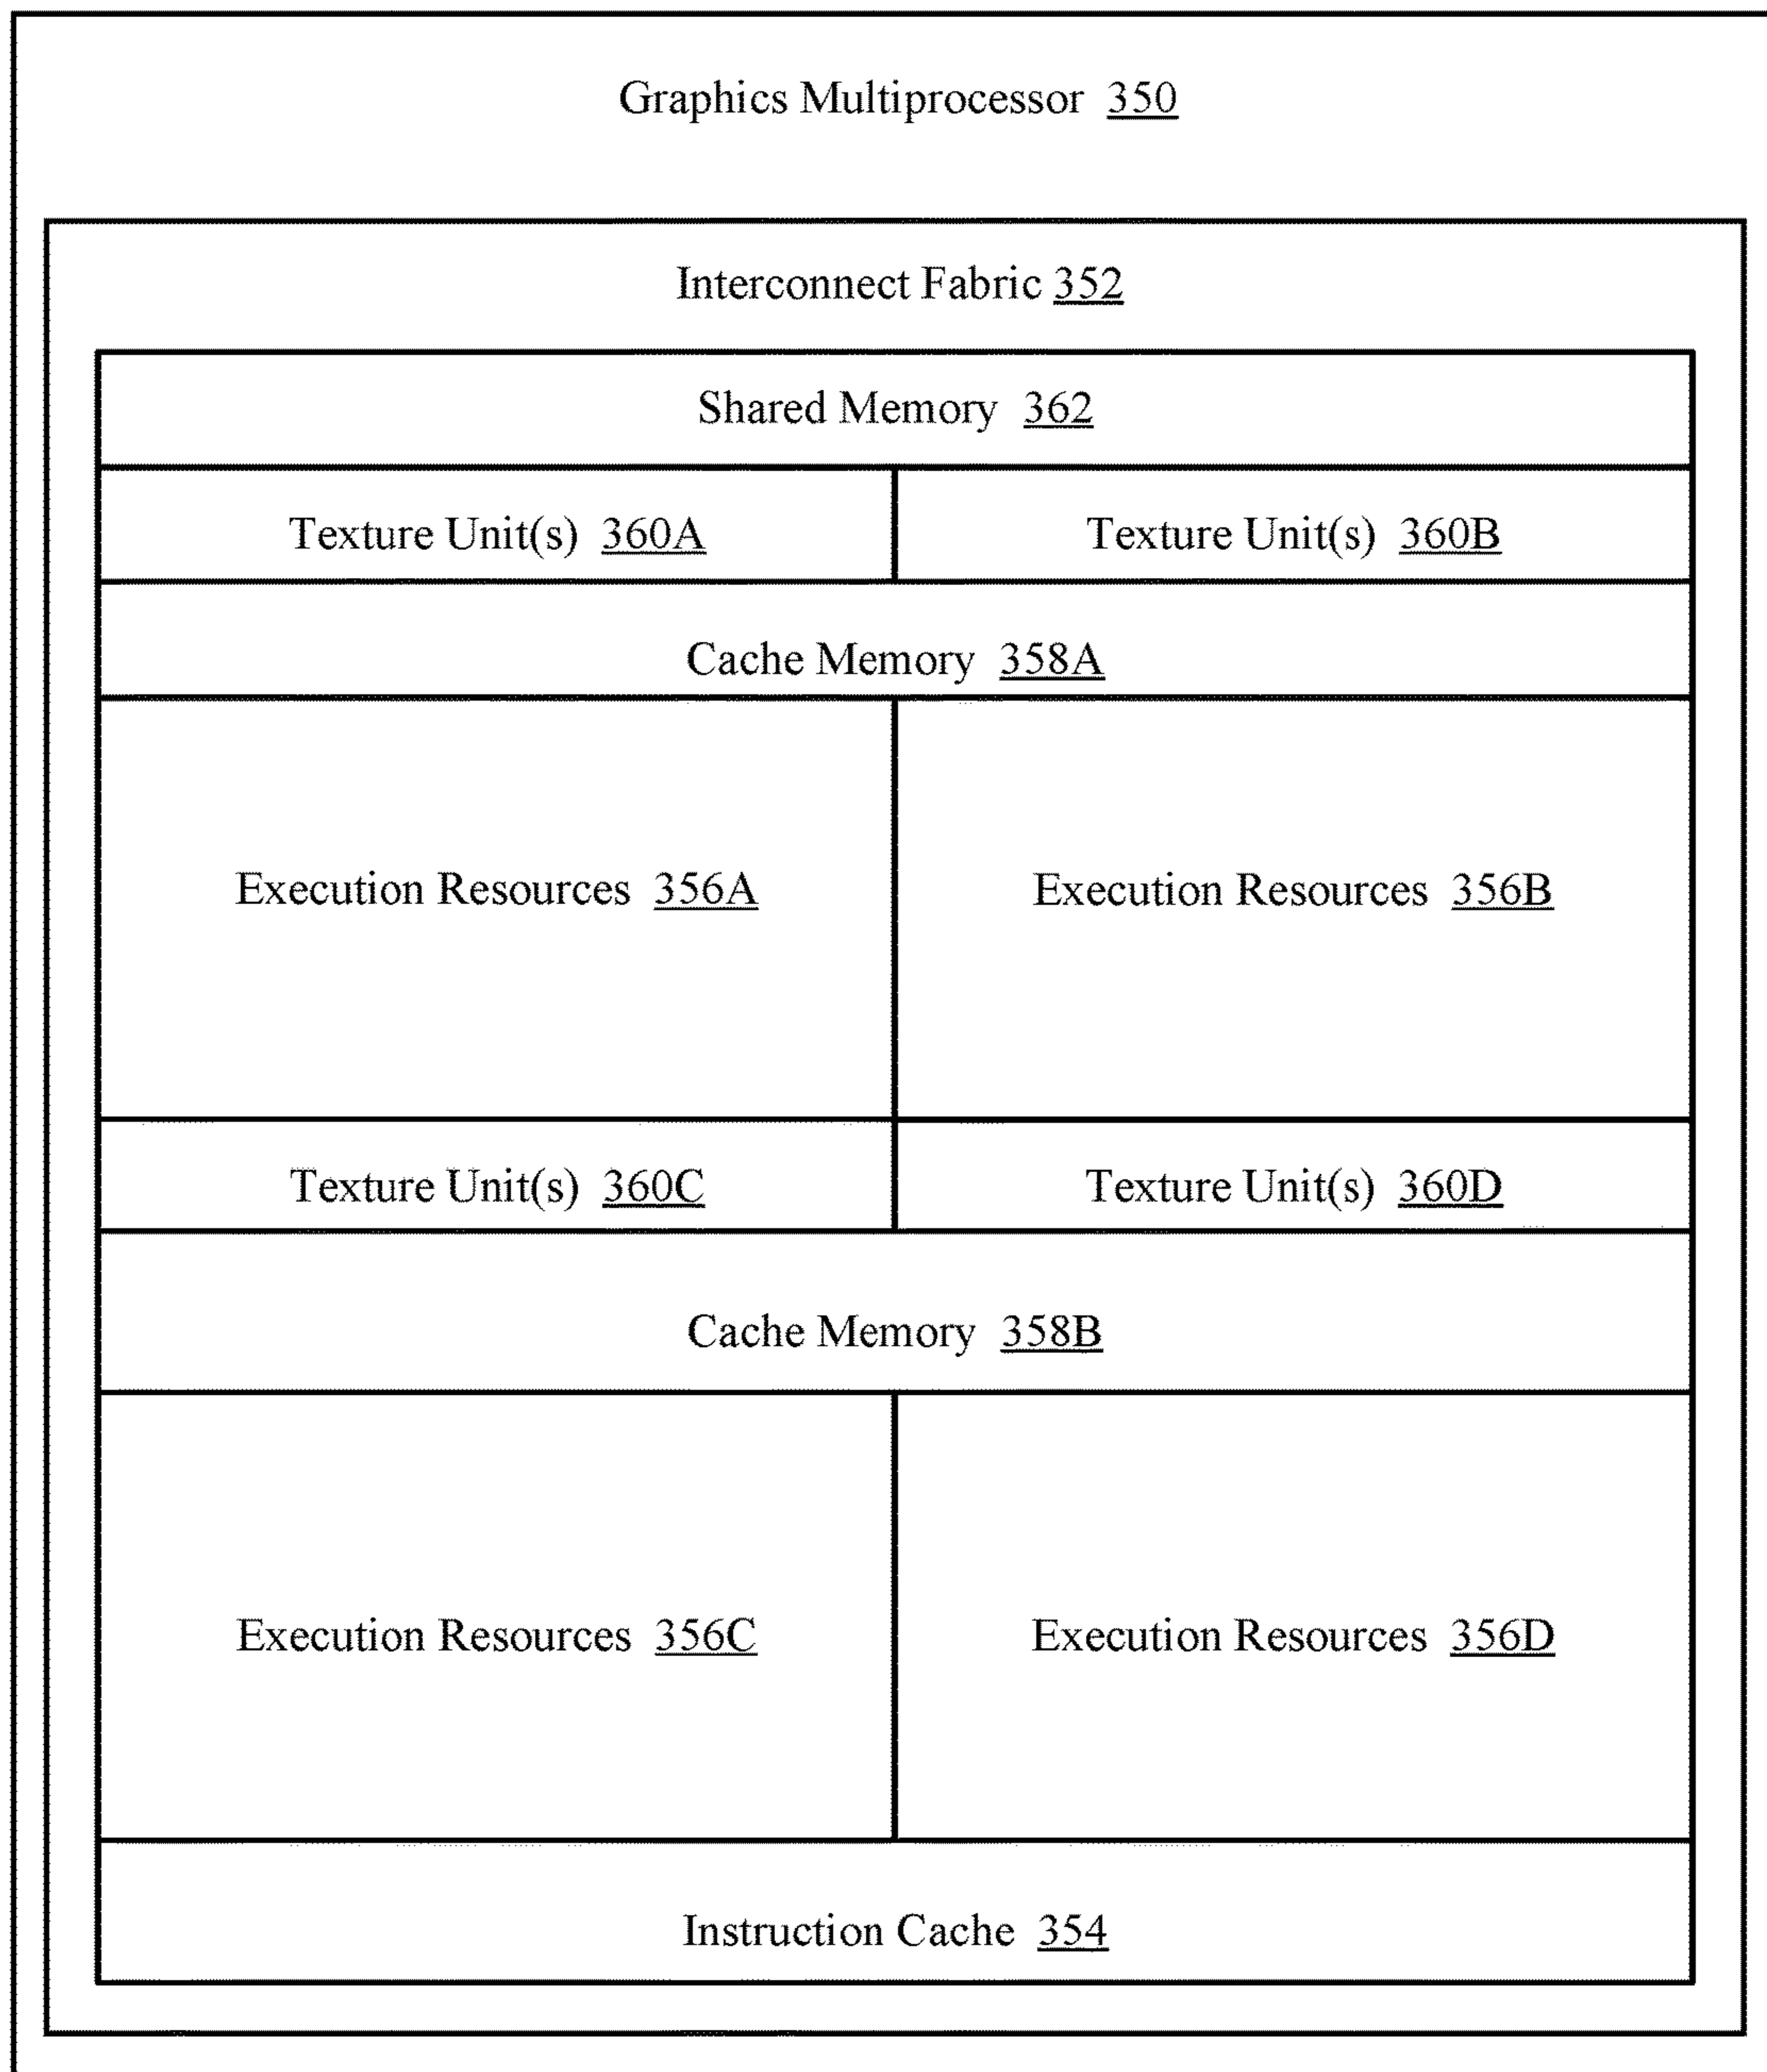 Graphics Multiprocessor 350
Interconnect Fabric 352
Shared Memory 362
Texture Unit(s) 360A
Texture Unit(s) 360B
Cache Memory 358A
Execution Resources 356A
Execution Resources 356B
Texture Unit(s) 360C
Texture Unit(s) 360D
Cache Memory 358B
Execution Resources 356C
Execution Resources 356D
Instruction Cache 354